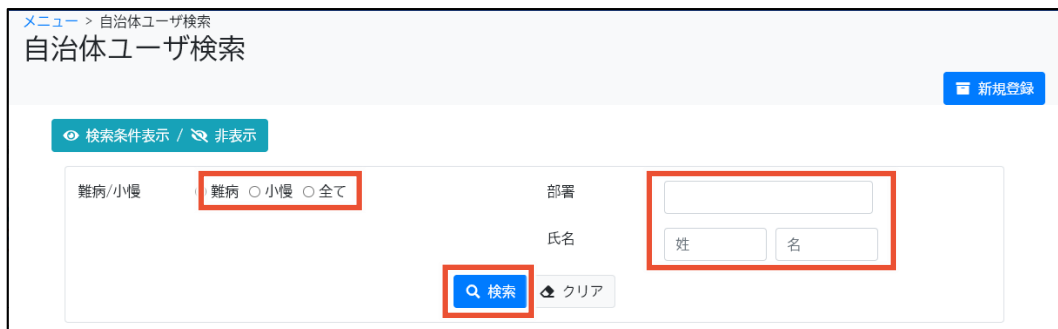 メニュー > 自治体ユーザ検索
自治体ユーザ検索
新規登録
検索条件表示 / 非表示
難病/小慢 難病 小慢 全て 部署
氏名 姓 名
検索 クリア